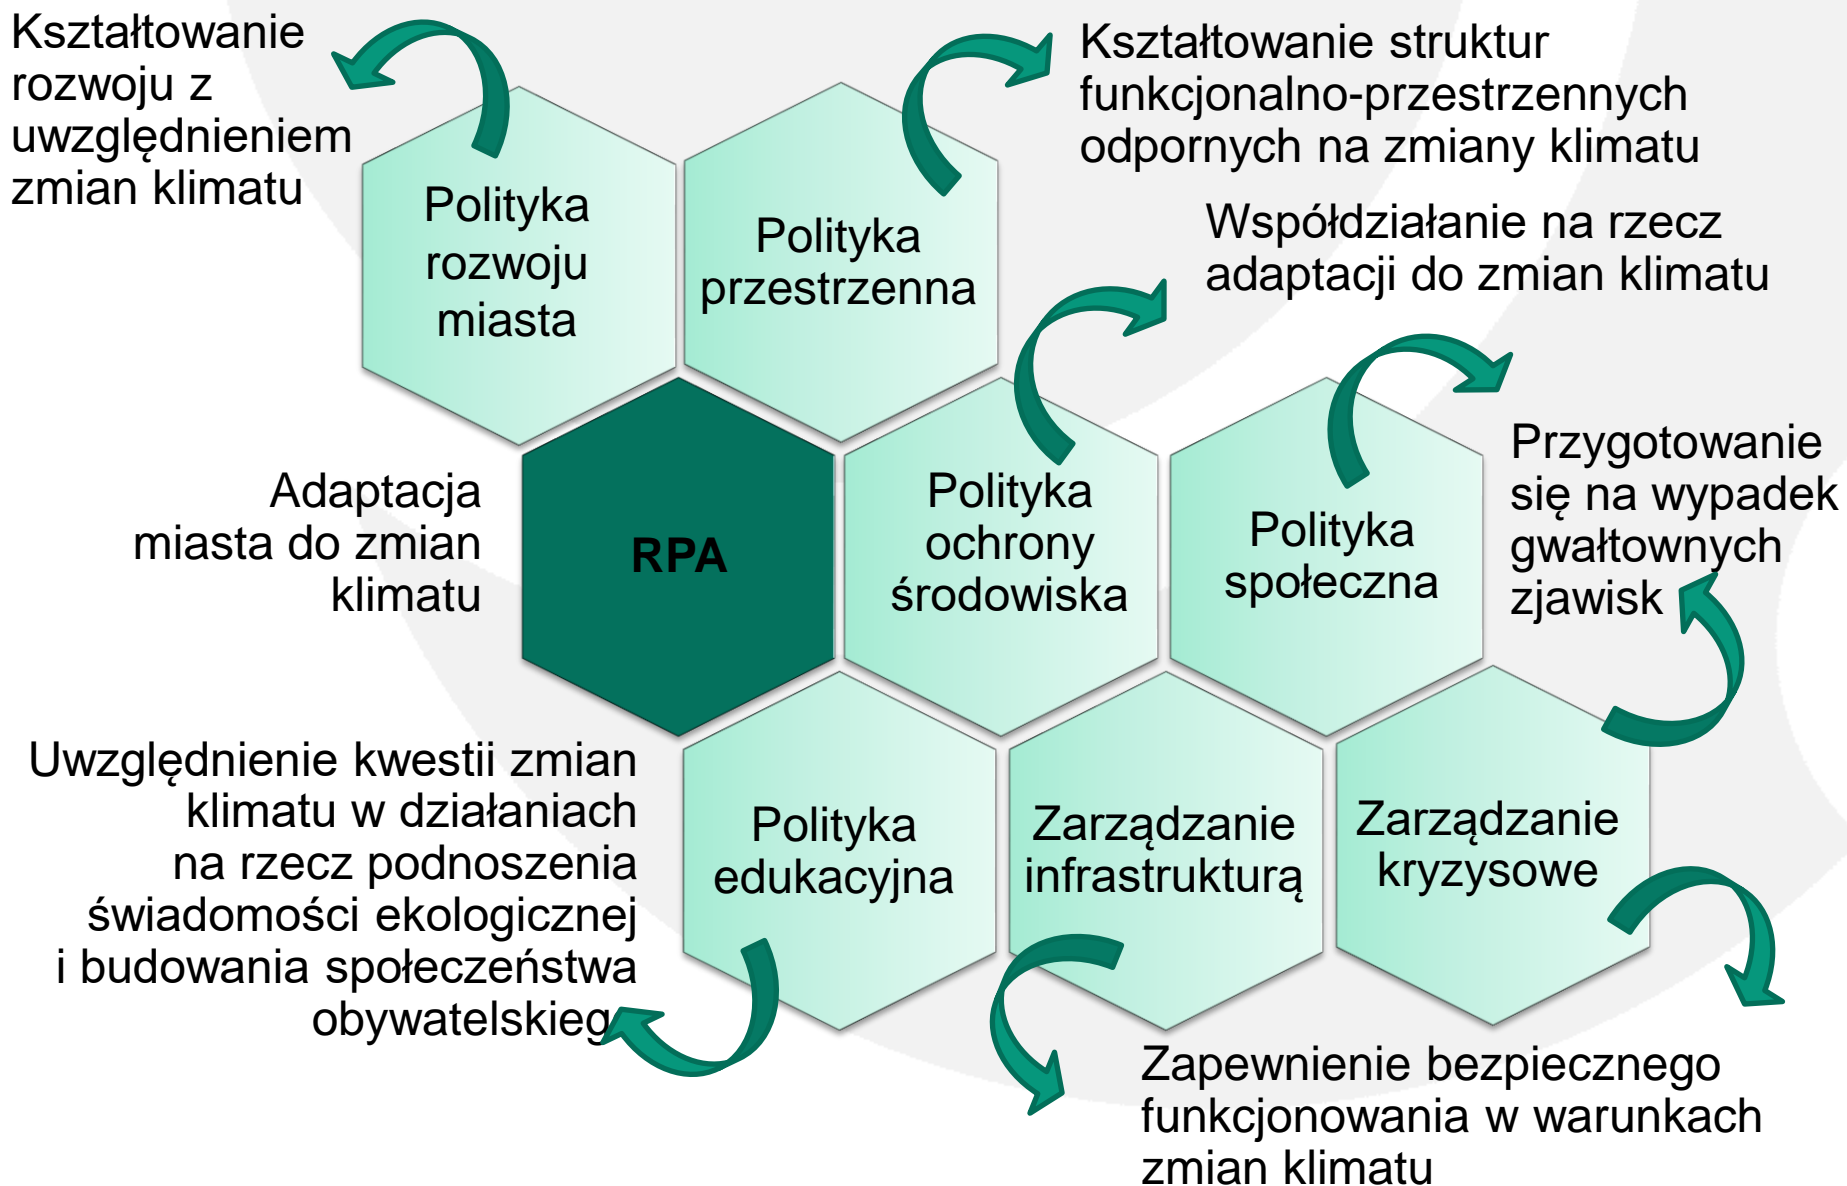 Kształtowanie
rozwoju z
uwzględnieniem
zmian klimatu
Kształtowanie struktur
funkcjonalno-przestrzennych
odpornych na zmiany klimatu
Polityka
rozwoju
miasta
Polityka
przestrzenna
Współdziałanie na rzecz
adaptacji do zmian klimatu
Adaptacja
miasta do zmian
klimatu
RPA
Polityka
ochrony
środowiska
Polityka
społeczna
Przygotowanie
się na wypadek
gwałtownych
zjawisk
Uwzględnienie kwestii zmian
klimatu w działaniach
na rzecz podnoszenia
świadomości ekologicznej
i budowania społeczeństwa
obywatelskieg
Polityka
edukacyjna
Zarządzanie
infrastrukturą
Zarządzanie
kryzysowe
Zapewnienie bezpiecznego
funkcjonowania w warunkach
zmian klimatu